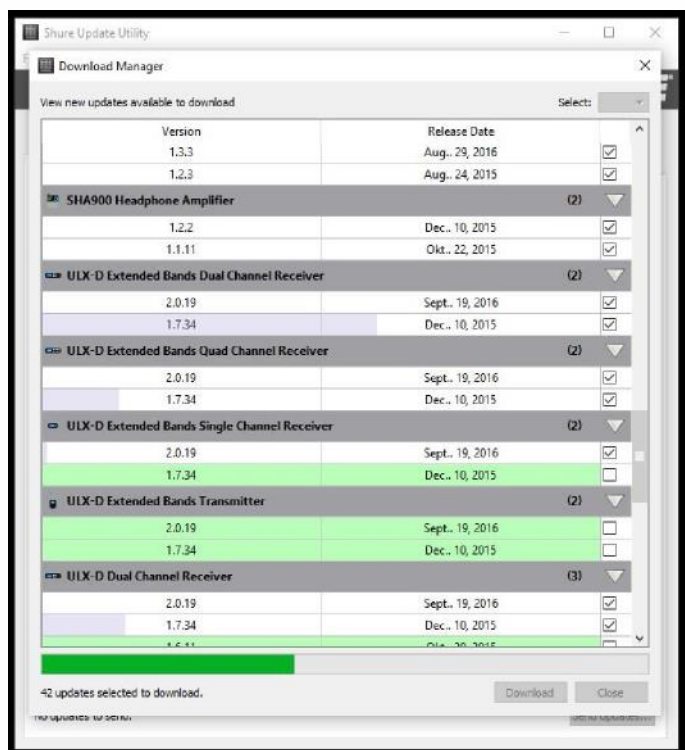 Shure Update Utility
Download Manager
View new updates available to download Select:
Version Release Date
1.3.3 Aug.. 29, 2016
1.2.3 Aug.. 24, 2015
SHA900 Headphone Amplifier (2)
1.2.2 Dec.. 10, 2015
1.1.11 Okt.. 22, 2015
ULX-D Extended Bands Dual Channel Receiver (2)
2.0.19 Sept.. 19, 2016
1.7.34 Dec.. 10, 2015
ULX-D Extended Bands Quad Channel Receiver (2)
2.0.19 Sept.. 19, 2016
1.7.34 Dec.. 10, 2015
ULX-D Extended Bands Single Channel Receiver (2)
2.0.19 Sept.. 19, 2016
1.7.34 Dec.. 10, 2015
ULX-D Extended Bands Transmitter (2)
2.0.19 Sept.. 19, 2016
1.7.34 Dec.. 10, 2015
ULX-D Dual Channel Receiver (3)
2.0.19 Sept.. 19, 2016
1.7.34 Dec.. 10, 2015
42 updates selected to download. Download Close
No updates to send. Send Updates...